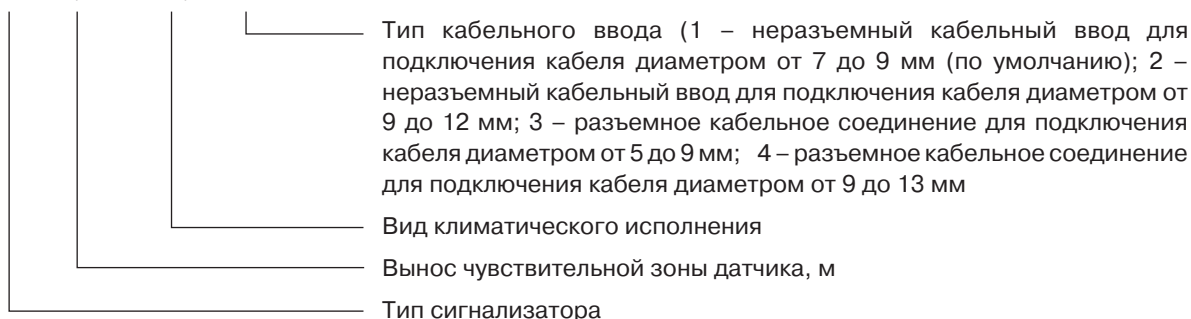 Тип кабельного ввода (1 – неразъемный кабельный ввод для
подключения кабеля диаметром от 7 до 9 мм (по умолчанию); 2 –
неразъемный кабельный ввод для подключения кабеля диаметром от
9 до 12 мм; 3 – разъемное кабельное соединение для подключения
кабеля диаметром от 5 до 9 мм; 4 – разъемное кабельное соединение
для подключения кабеля диаметром от 9 до 13 мм
Вид климатического исполнения
Вынос чувствительной зоны датчика, м
Тип сигнализатора